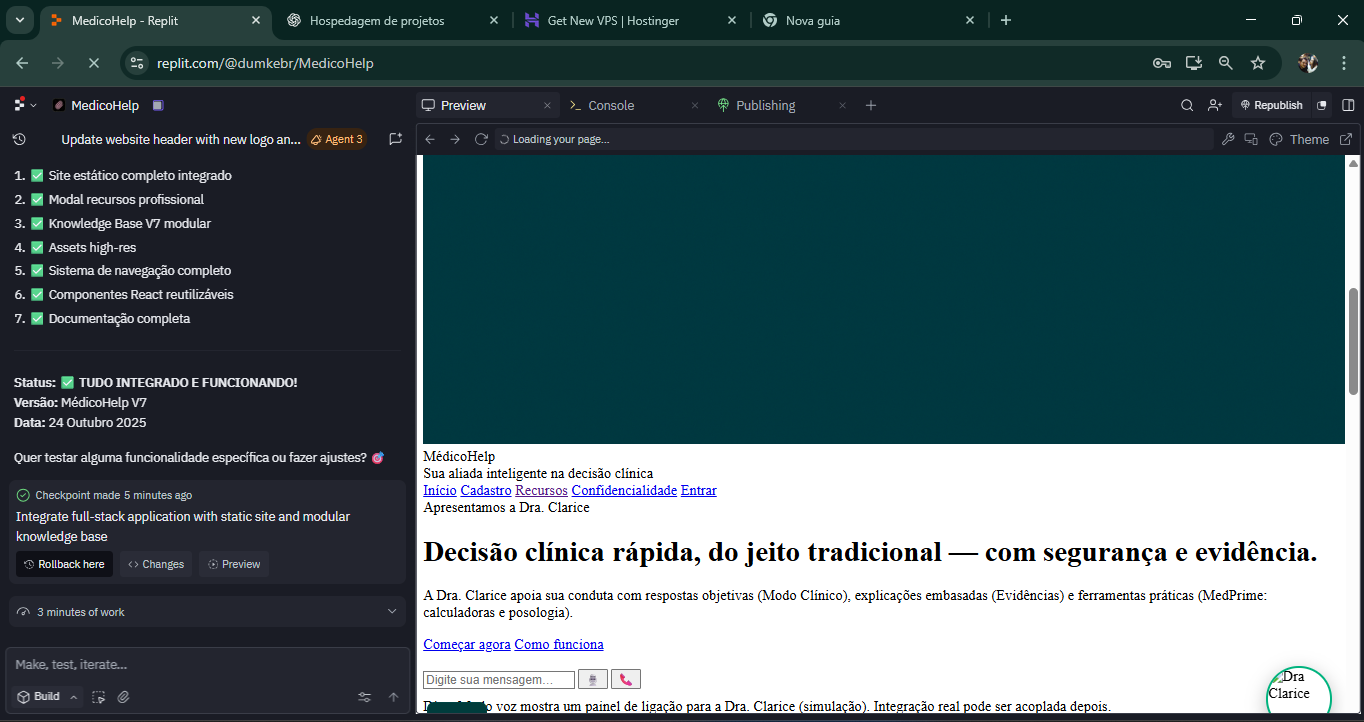 MedicoHelp - Replit
Hospedagem de projetos
Get New VPS | Hostinger
Nova guia
replit.com/@dumkebr/MedicoHelp
MedicoHelp
Preview
Console
Publishing
Republish
Update website header with new logo an...
Agent 3
Loading your page...
Theme
1. ✅ Site estático completo integrado
2. ✅ Modal recursos profissional
3. ✅ Knowledge Base V7 modular
4. ✅ Assets high-res
5. ✅ Sistema de navegação completo
6. ✅ Componentes React reutilizáveis
7. ✅ Documentação completa
Status: ✅ TUDO INTEGRADO E FUNCIONANDO!
Versão: MédicoHelp V7
Data: 24 Outubro 2025
Quer testar alguma funcionalidade específica ou fazer ajustes? 🎯
Checkpoint made 5 minutes ago
Integrate full-stack application with static site and modular
knowledge base
Rollback here
Changes
Preview
3 minutes of work
Make, test, iterate...
Build
MédicoHelp
Sua aliada inteligente na decisão clínica
Início Cadastro Recursos Confidencialidade Entrar
Apresentamos a Dra. Clarice
Decisão clínica rápida, do jeito tradicional — com segurança e evidência.
A Dra. Clarice apoia sua conduta com respostas objetivas (Modo Clínico), explicações embasadas (Evidências) e ferramentas práticas (MedPrime:
calculadoras e posologia).
Começar agora Como funciona
Digite sua mensagem…
voz mostra um painel de ligação para a Dra. Clarice (simulação). Integração real pode ser acoplada depois.
Dra
Clarice